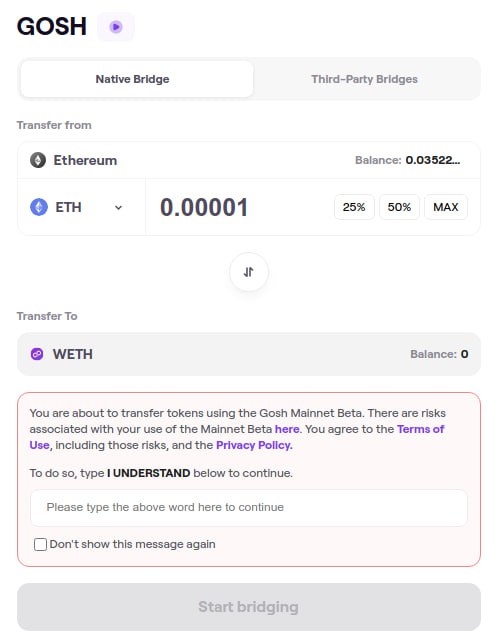 GOSH
Native Bridge
Third-Party Bridges
Transfer from
Ethereum
Balance: 0.03522...
ETH
0.00001
25%
50%
MAX
Transfer To
WETH
Balance: 0
You are about to transfer tokens using the Gosh Mainnet Beta. There are risks
associated with your use of the Mainnet Beta here. You agree to the Terms of
Use, including those risks, and the Privacy Policy.
To do so, type I UNDERSTAND below to continue.
Please type the above word here to continue
Don't show this message again
Start bridging